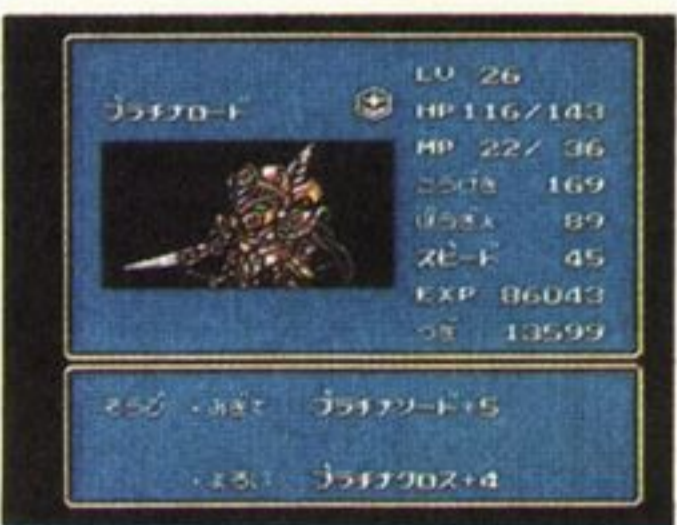 プラチナロード
LV 26
HP 116/143
MP 22/ 36
こうげき 169
ぼうぎょ 89
スピード 45
EXP 86043
つぎ 13599
そうび ・みぎて プラチナソード+5
・よろい プラチナクロス+4